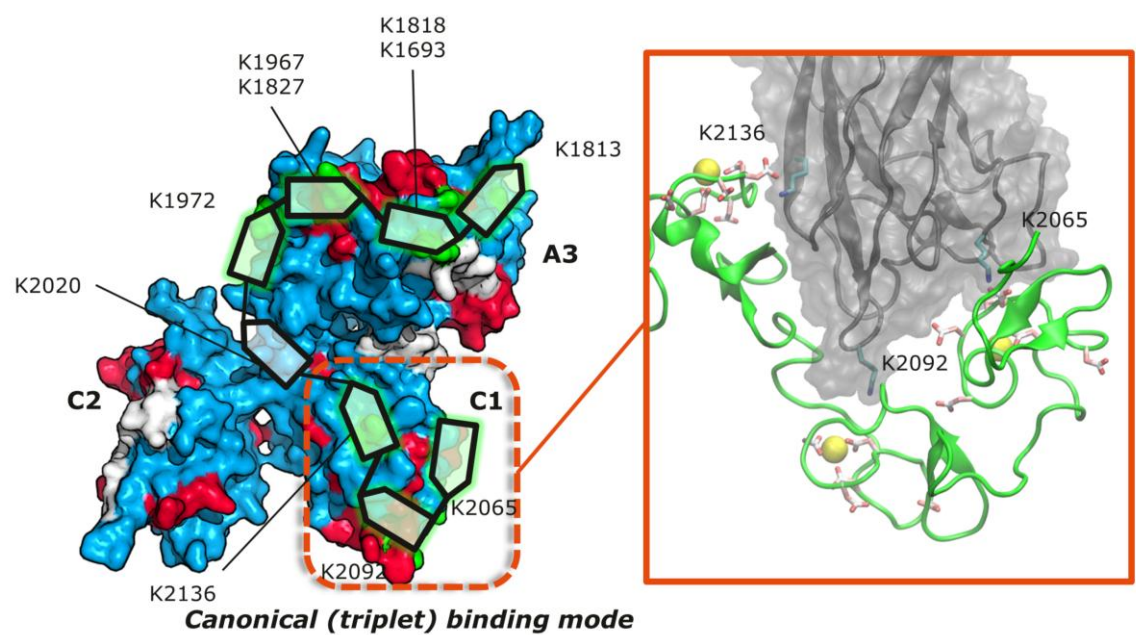 K1818
K1693
K1967
K1827
K1813
K1972
A3
K2020
C2
C1
K2065
K2092
K2136
Canonical (triplet) binding mode
K2136
K2065
K2092